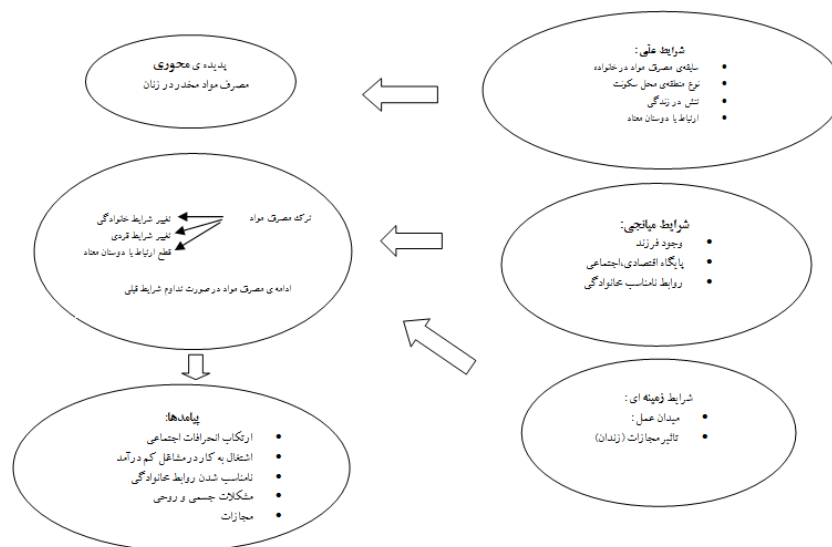 شرایط علّی:
سابقه‌ی مصرف مواد در خانواده
نوع منطقه‌ی محل سکونت
تنش در زندگی
ارتباط با دوستان معتاد
پدیده ی محوری
مصرف مواد مخدر در زنان
شرایط میانجی:
وجود فرزند
پایگاه اقتصادی،اجتماعی
روابط نامناسب خانوادگی
ترک مصرف مواد
تغییر شرایط خانوادگی
تغییر شرایط فردی
قطع ارتباط با دوستان معتاد
ادامه ی مصرف مواد در صورت تداوم شرایط قبلی
شرایط زمینه ای:
میدان عمل:
تاثیر مجازات (زندان)
پیامدها:
ارتکاب انحرافات اجتماعی
اشتغال به کار در مشاغل کم درآمد
نامناسب شدن روابط خانوادگی
مشکلات جسمی و روحی
مجازات